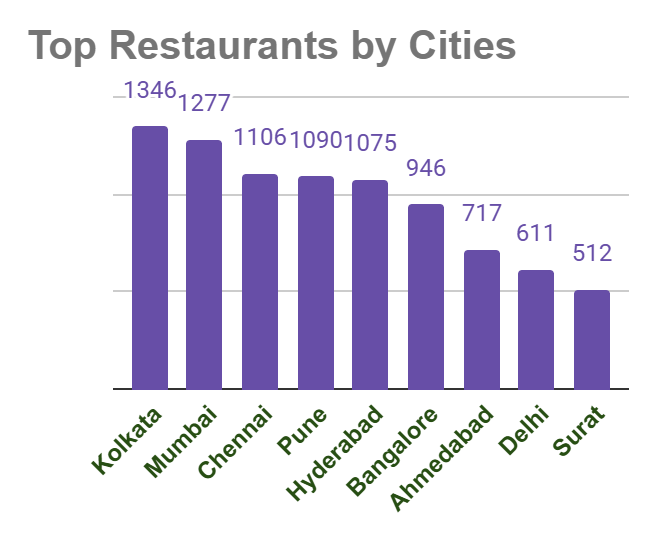 Top Restaurants by Cities
1346
1277
1106
1090
1075
946
717
611
512
Kolkata
Mumbai
Chennai
Pune
Hyderabad
Bangalore
Ahmedabad
Delhi
Surat